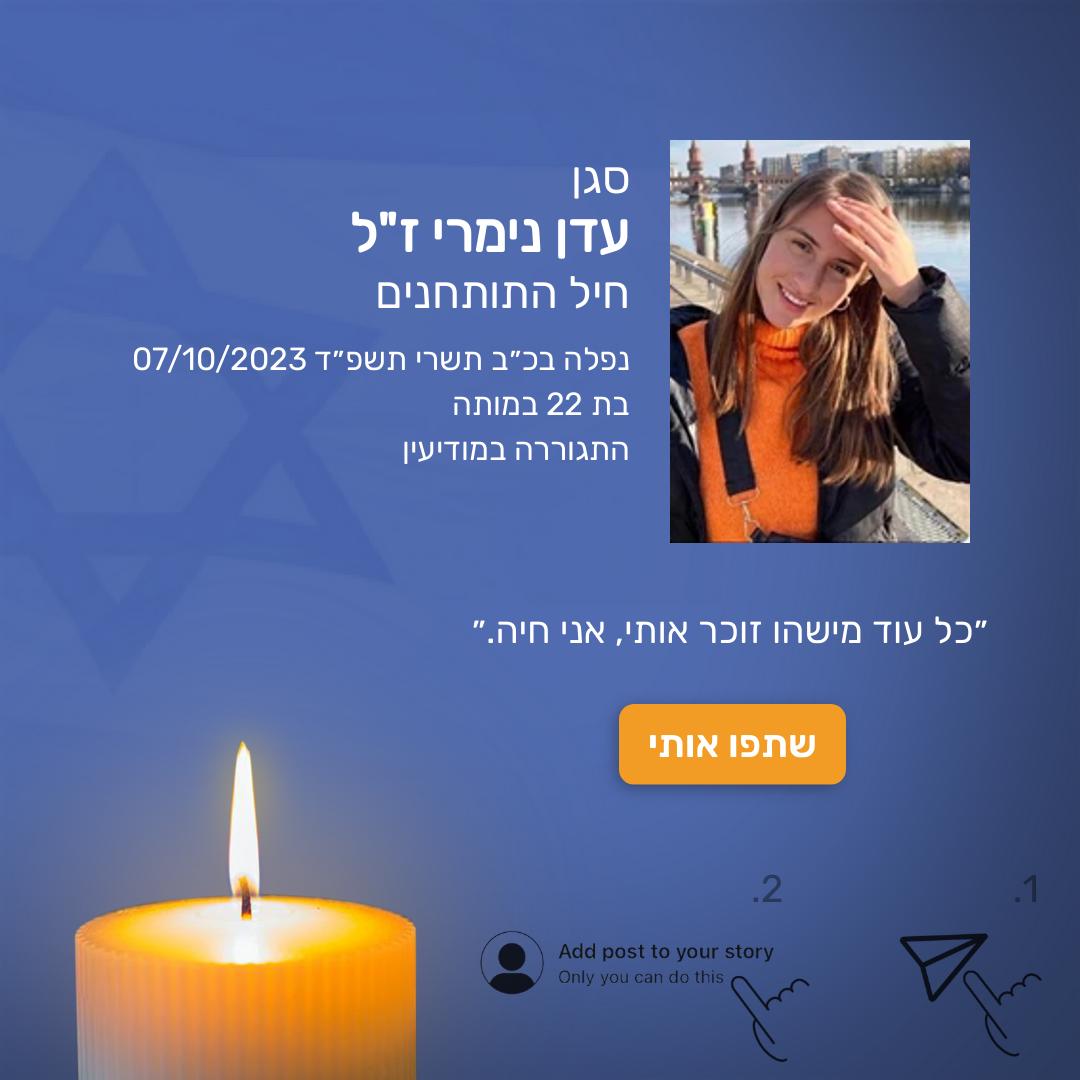 סגן
עדן נימרי ז"ל
חיל התותחנים
נפלה בכ״ב תשרי תשפ״ד 07/10/2023
בת 22 במותה
התגוררה במודיעין
״כל עוד מישהו זוכר אותי, אני חיה.״
שתפו אותי
1.
2.
Add post to your story
Only you can do this